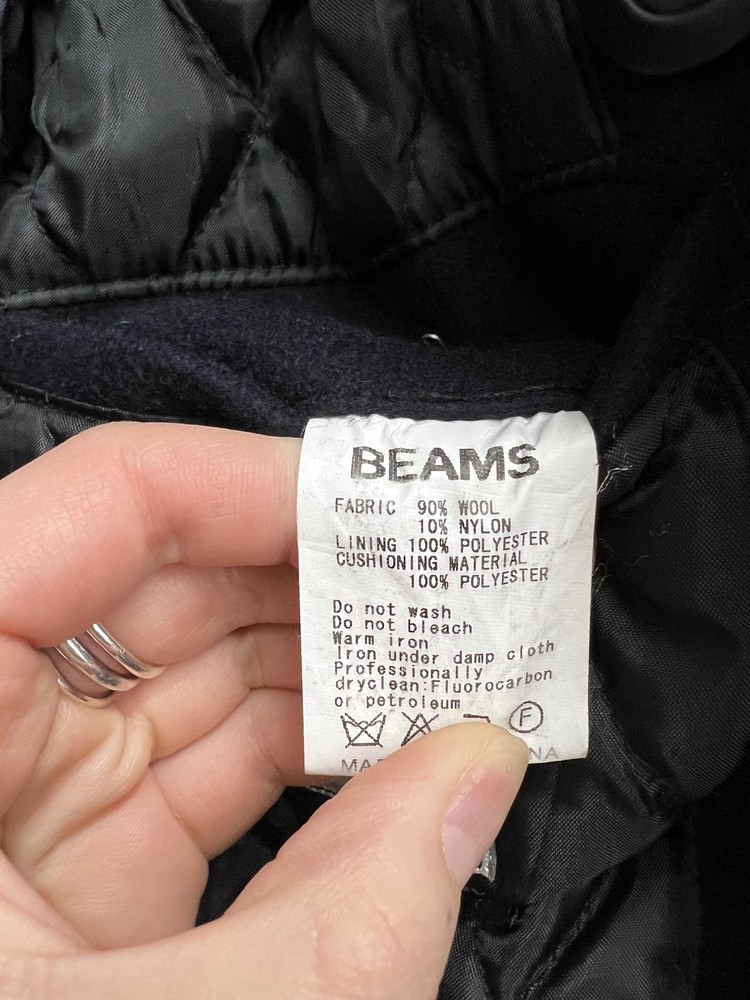 BEAMS
FABRIC 90% WOOL
10% NYLON
LINING 100% POLYESTER
CUSHIONING MATERIAL
100% POLYESTER
Do not wash
Do not bleach
Warm iron
Iron under damp cloth
Professionally
dryclean:Fluorocarbon
or petroleum
F